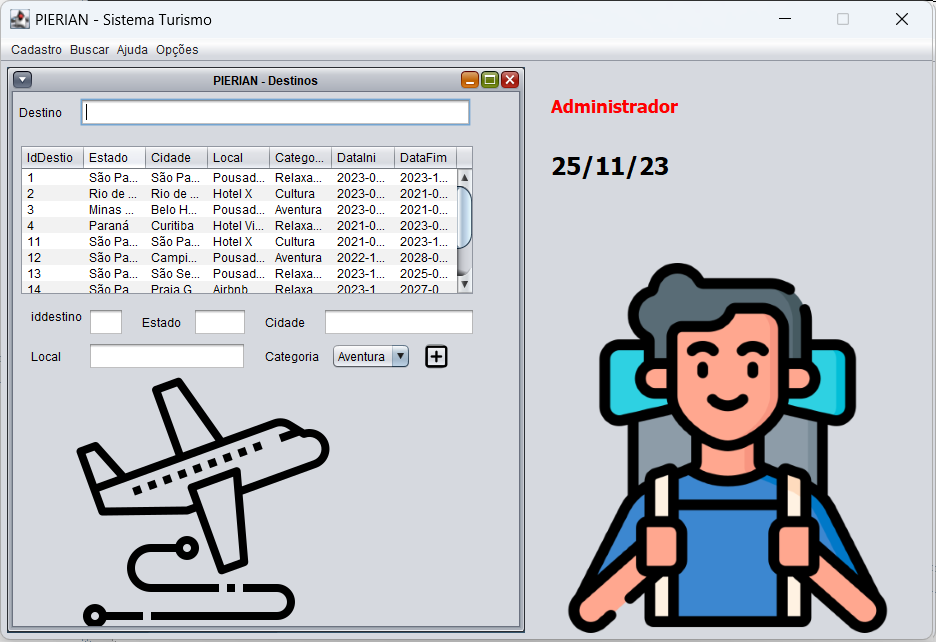 PIERIAN - Sistema Turismo
Cadastro Buscar Ajuda Opções
PIERIAN - Destinos
Destino
IdDestio Estado Cidade Local Catego... DataIni DataFim
1 São Pa... São Pa... Pousad... Relaxa... 2023-0... 2023-1...
2 Rio de ... Rio de ... Hotel X Cultura 2023-0... 2021-0...
3 Minas ... Belo H... Pousad... Aventura 2023-0... 2021-0...
4 Paraná Curitiba Hotel Vi... Relaxa... 2021-0... 2023-0...
11 São Pa... São Pa... Hotel X Cultura 2021-0... 2023-1...
12 São Pa... Campi... Pousad... Aventura 2022-1... 2028-0...
13 São Pa... São Se... Pousad... Relaxa... 2023-1... 2025-0...
14 São Pa Praia G Airbnb Relaxa 2023-1 2027-0
iddestino Estado Cidade
Local Categoria Aventura
Administrador
25/11/23